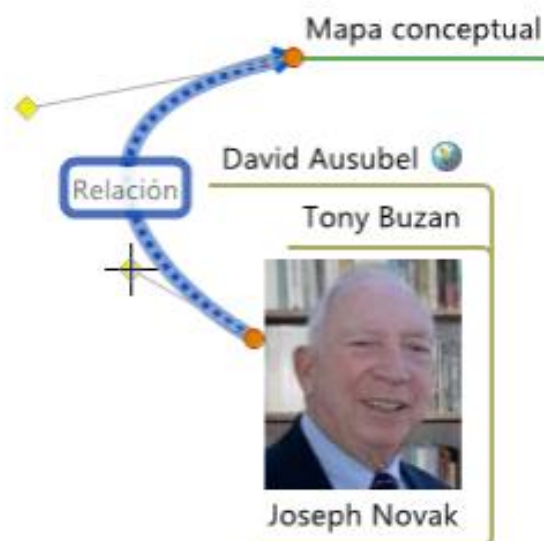 Mapa conceptual
David Ausubel
Relación
Tony Buzan
Joseph Novak